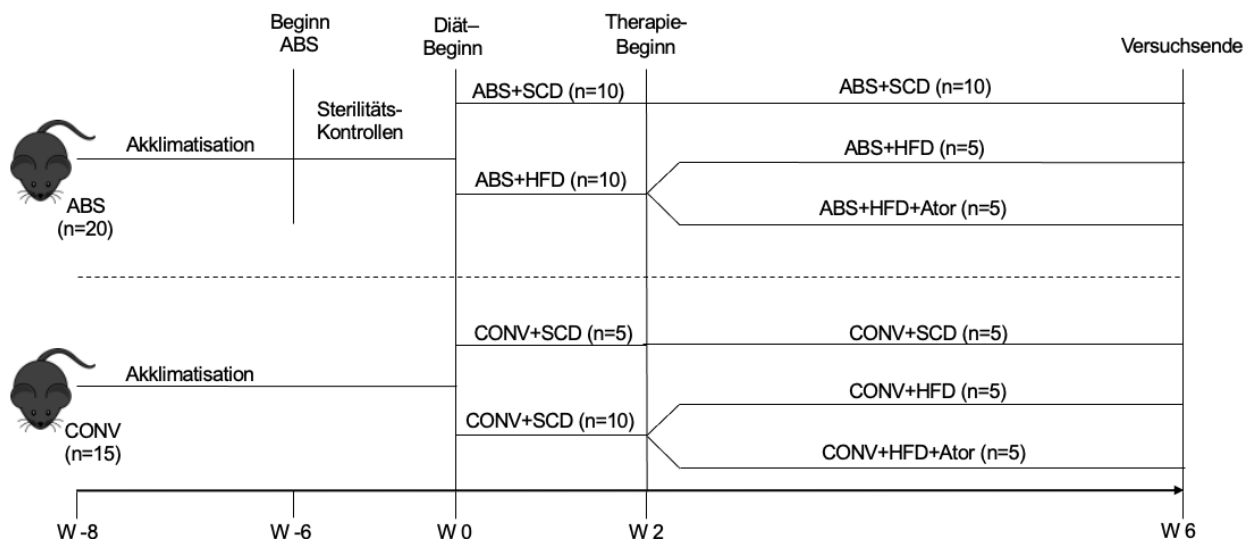 Beginn
ABS
Diät–
Beginn
Therapie-
Beginn
Versuchsende
ABS+SCD (n=10)
ABS+SCD (n=10)
Sterilitäts-
Kontrollen
Akklimatisation
ABS+HFD (n=5)
ABS+HFD (n=10)
ABS
(n=20)
ABS+HFD+Ator (n=5)
CONV+SCD (n=5)
CONV+SCD (n=5)
Akklimatisation
CONV+HFD (n=5)
CONV+SCD (n=10)
CONV
(n=15)
CONV+HFD+Ator (n=5)
W -8
W -6
W 0
W 2
W 6